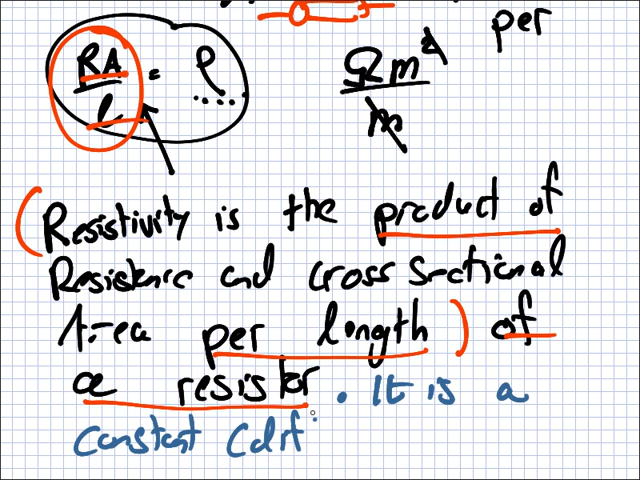 per
RA = ρ Ωm²
l .... m
Resistivity is the product of
Resistance and cross sectional
Area per length) of
a resistor. It is a
constant